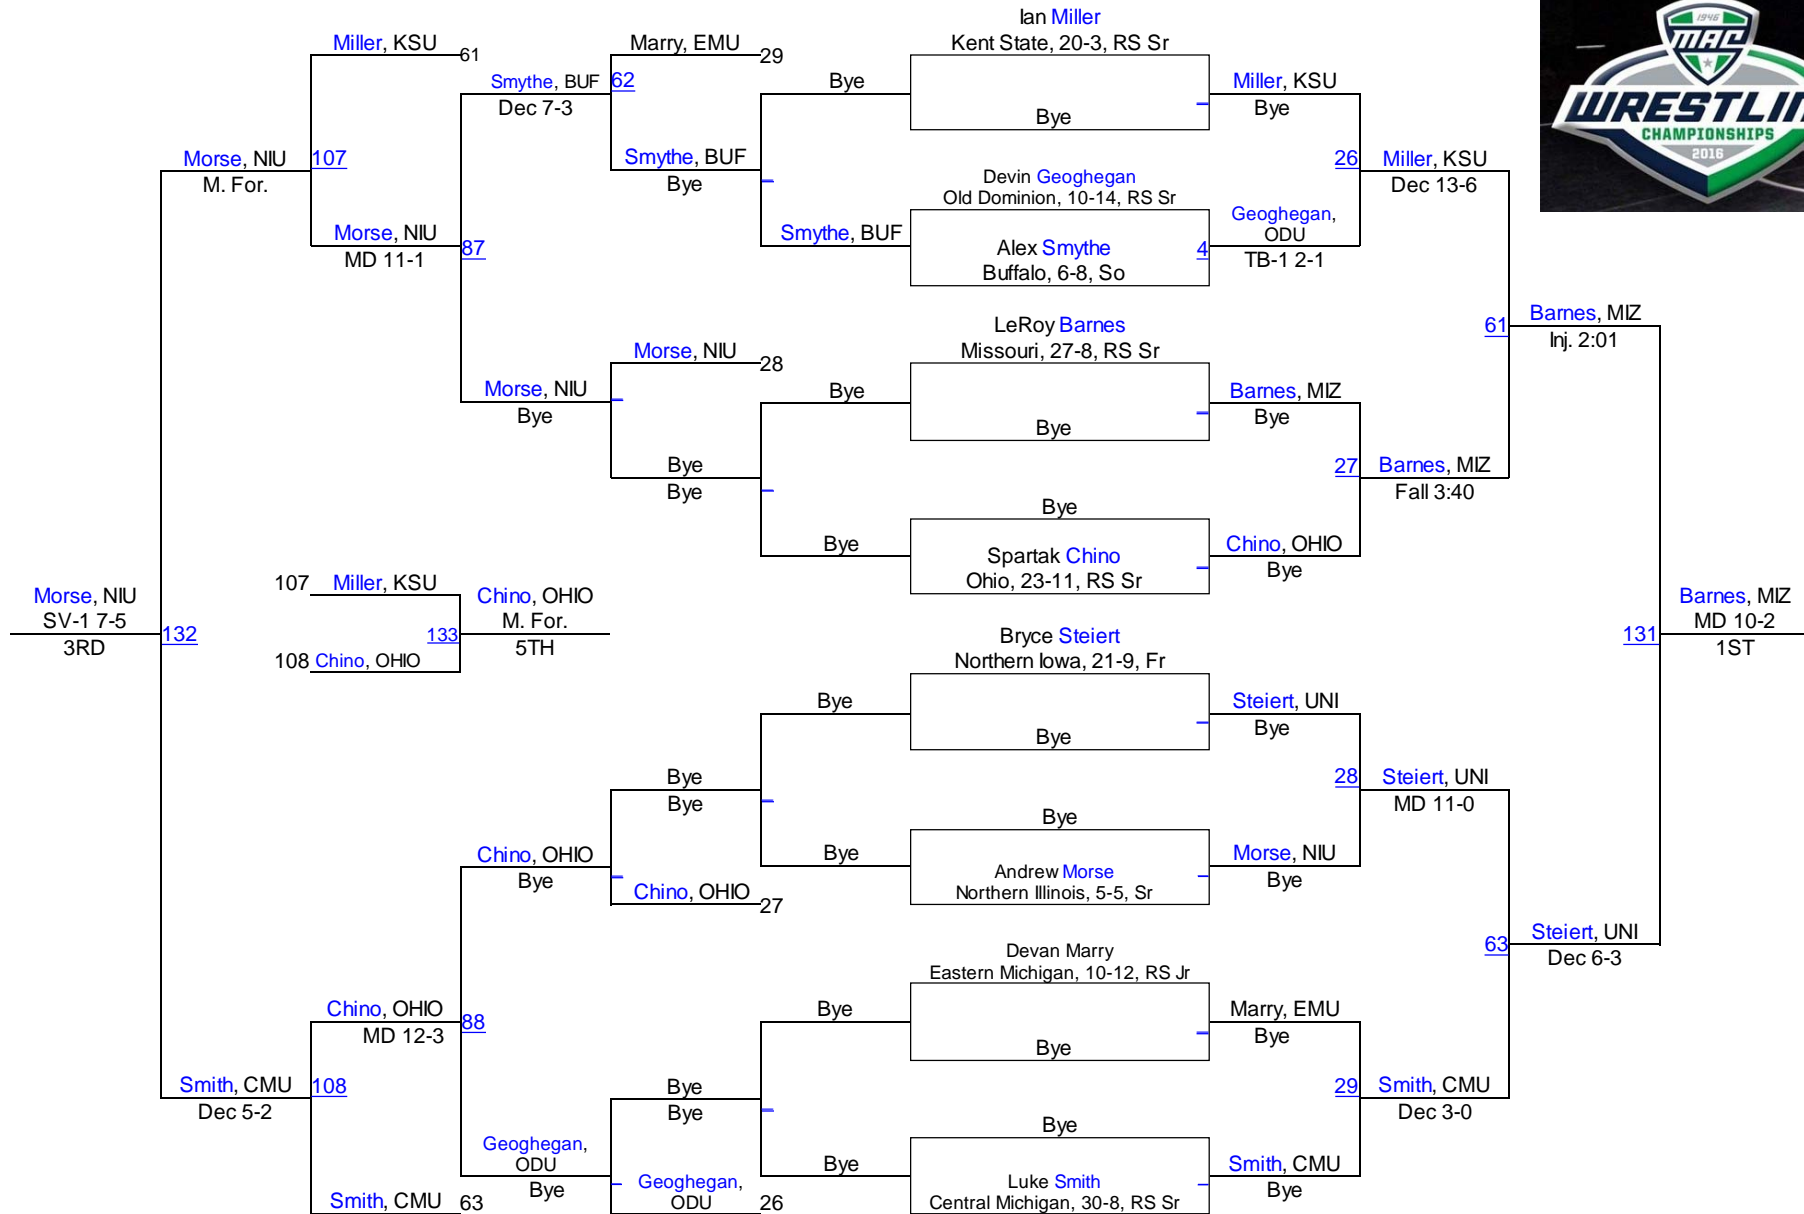 Ian Miller
Kent State, 20-3, RS Sr
Bye
Devin Geoghegan
Old Dominion, 10-14, RS Sr
Alex Smythe
Buffalo, 6-8, So
4
LeRoy Barnes
Missouri, 27-8, RS Sr
Bye
Bye
Spartak Chino
Ohio, 23-11, RS Sr
Bryce Steiert
Northern Iowa, 21-9, Fr
Bye
Bye
Andrew Morse
Northern Illinois, 5-5, Sr
Devan Marry
Eastern Michigan, 10-12, RS Jr
Bye
Bye
Luke Smith
Central Michigan, 30-8, RS Sr
Miller, KSU
Bye
26
Geoghegan,
ODU
TB-1 2-1
Barnes, MIZ
Bye
27
Chino, OHIO
Bye
Steiert, UNI
Bye
28
Morse, NIU
Bye
Marry, EMU
Bye
29
Smith, CMU
Bye
Miller, KSU
Dec 13-6
61
Barnes, MIZ
Fall 3:40
Steiert, UNI
MD 11-0
63
Smith, CMU
Dec 3-0
Barnes, MIZ
Inj. 2:01
131
Steiert, UNI
Dec 6-3
Barnes, MIZ
MD 10-2
1ST
Bye
Smythe, BUF
Bye
Bye
Bye
Bye
Bye
Bye
Marry, EMU
29
62
Smythe, BUF
Bye
Morse, NIU
28
Bye
Bye
Bye
Bye
Chino, OHIO
27
Bye
Bye
Geoghegan,
ODU
26
Smythe, BUF
Dec 7-3
87
Morse, NIU
Bye
Chino, OHIO
Bye
88
Geoghegan,
ODU
Bye
Miller, KSU
61
107
Morse, NIU
MD 11-1
Chino, OHIO
MD 12-3
108
Smith, CMU
63
Morse, NIU
M. For.
132
Smith, CMU
Dec 5-2
Morse, NIU
SV-1 7-5
3RD
107
Miller, KSU
133
108
Chino, OHIO
Chino, OHIO
M. For.
5TH
1946
MAC
WRESTLIN
CHAMPIONSHIPS
2016